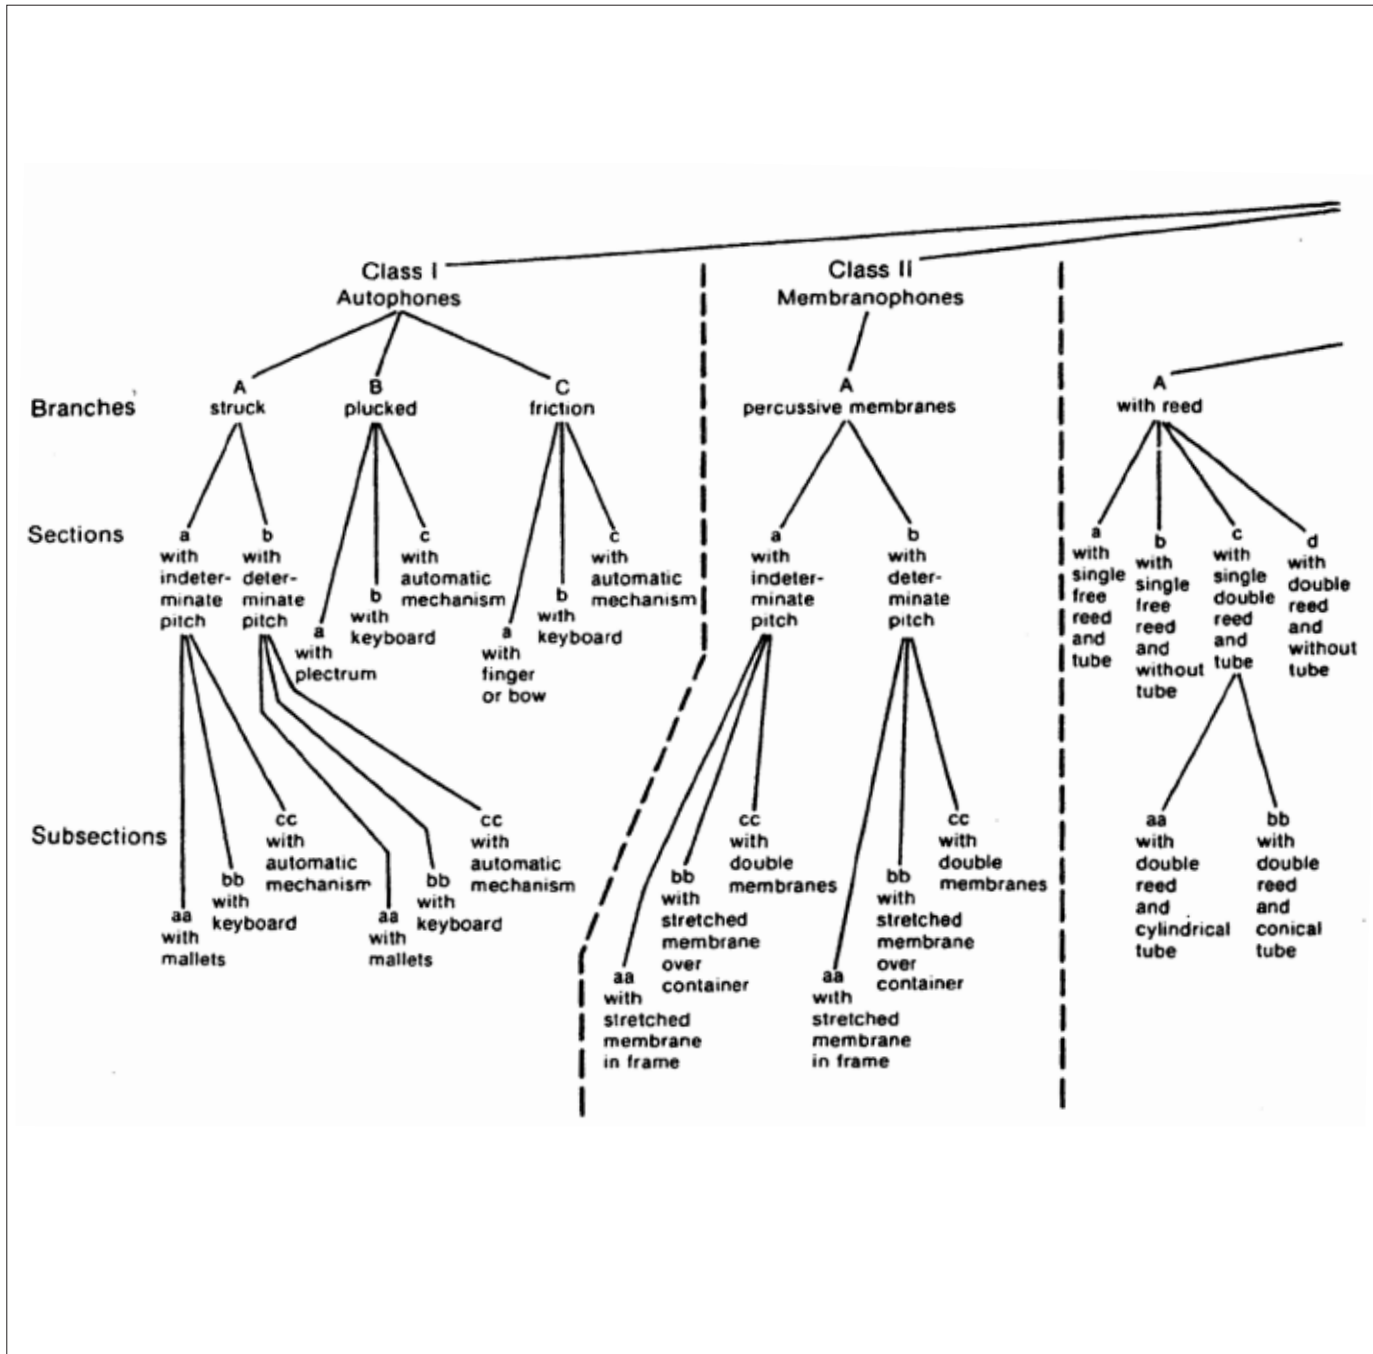 Class I
Autophones
Class II
Membranophones
Branches
A
struck
B
plucked
C
friction
A
percussive membranes
A
with reed
Sections
a
with
indeter-
minate
pitch
b
with
deter-
minate
pitch
a
with
plectrum
b
with
keyboard
c
with
automatic
mechanism
a
with
finger
or bow
b
with
keyboard
c
with
automatic
mechanism
a
with
indeter-
minate
pitch
b
with
deter-
minate
pitch
a
with
single
free
reed
and
tube
b
with
single
free
reed
and
without
tube
c
with
single
double
reed
and
tube
d
with
double
reed
and
without
tube
Subsections
aa
with
mallets
bb
with
keyboard
cc
with
automatic
mechanism
aa
with
mallets
bb
with
keyboard
cc
with
automatic
mechanism
aa
with
stretched
membrane
in frame
bb
with
stretched
membrane
over
container
cc
with
double
membranes
aa
with
stretched
membrane
in frame
bb
with
stretched
membrane
over
container
cc
with
double
membranes
aa
with
double
reed
and
cylindrical
tube
bb
with
double
reed
and
conical
tube